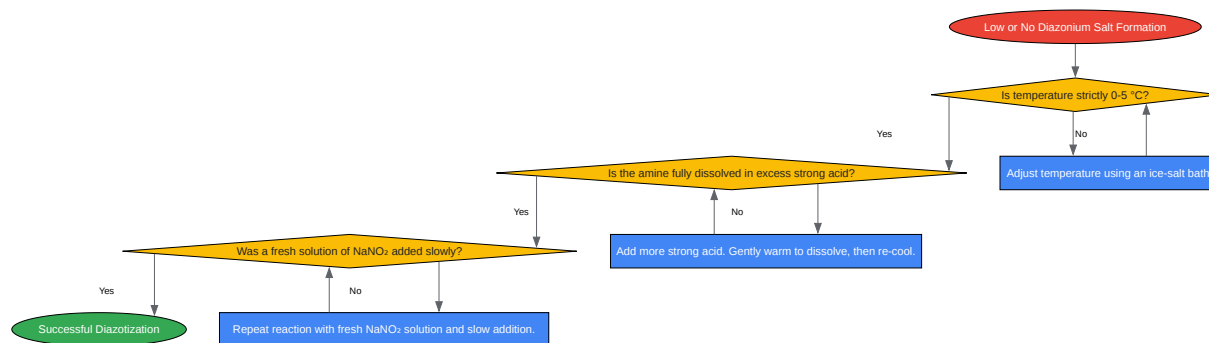 Low or No Diazonium Salt Formation
Is temperature strictly 0-5 °C?
Yes
No
Is the amine fully dissolved in excess strong acid?
Adjust temperature using an ice-salt bath
Yes
No
Was a fresh solution of NaNO₂ added slowly?
Add more strong acid. Gently warm to dissolve, then re-cool.
Yes
No
Successful Diazotization
Repeat reaction with fresh NaNO₂ solution and slow addition.